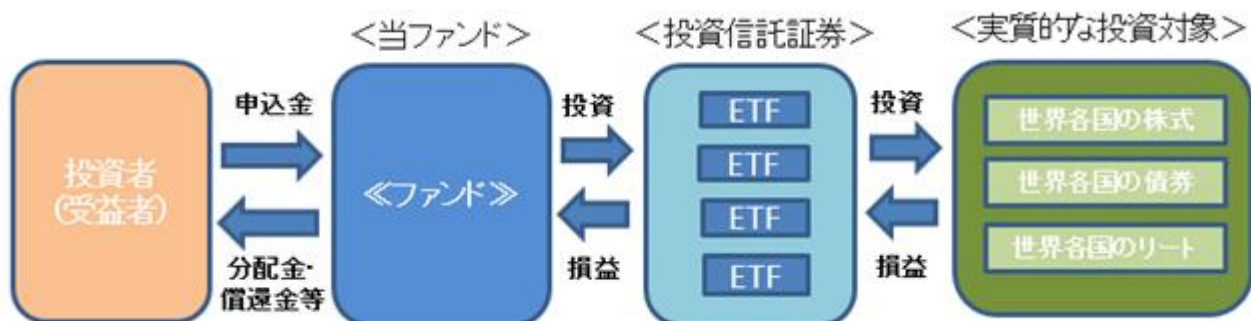 ＜当ファンド＞
＜投資信託証券＞
＜実質的な投資対象＞
投資者
(受益者)
申込金
分配金・
償還金等
≪ファンド≫
投資
損益
ETF
ETF
ETF
ETF
投資
損益
世界各国の株式
世界各国の債券
世界各国のリート